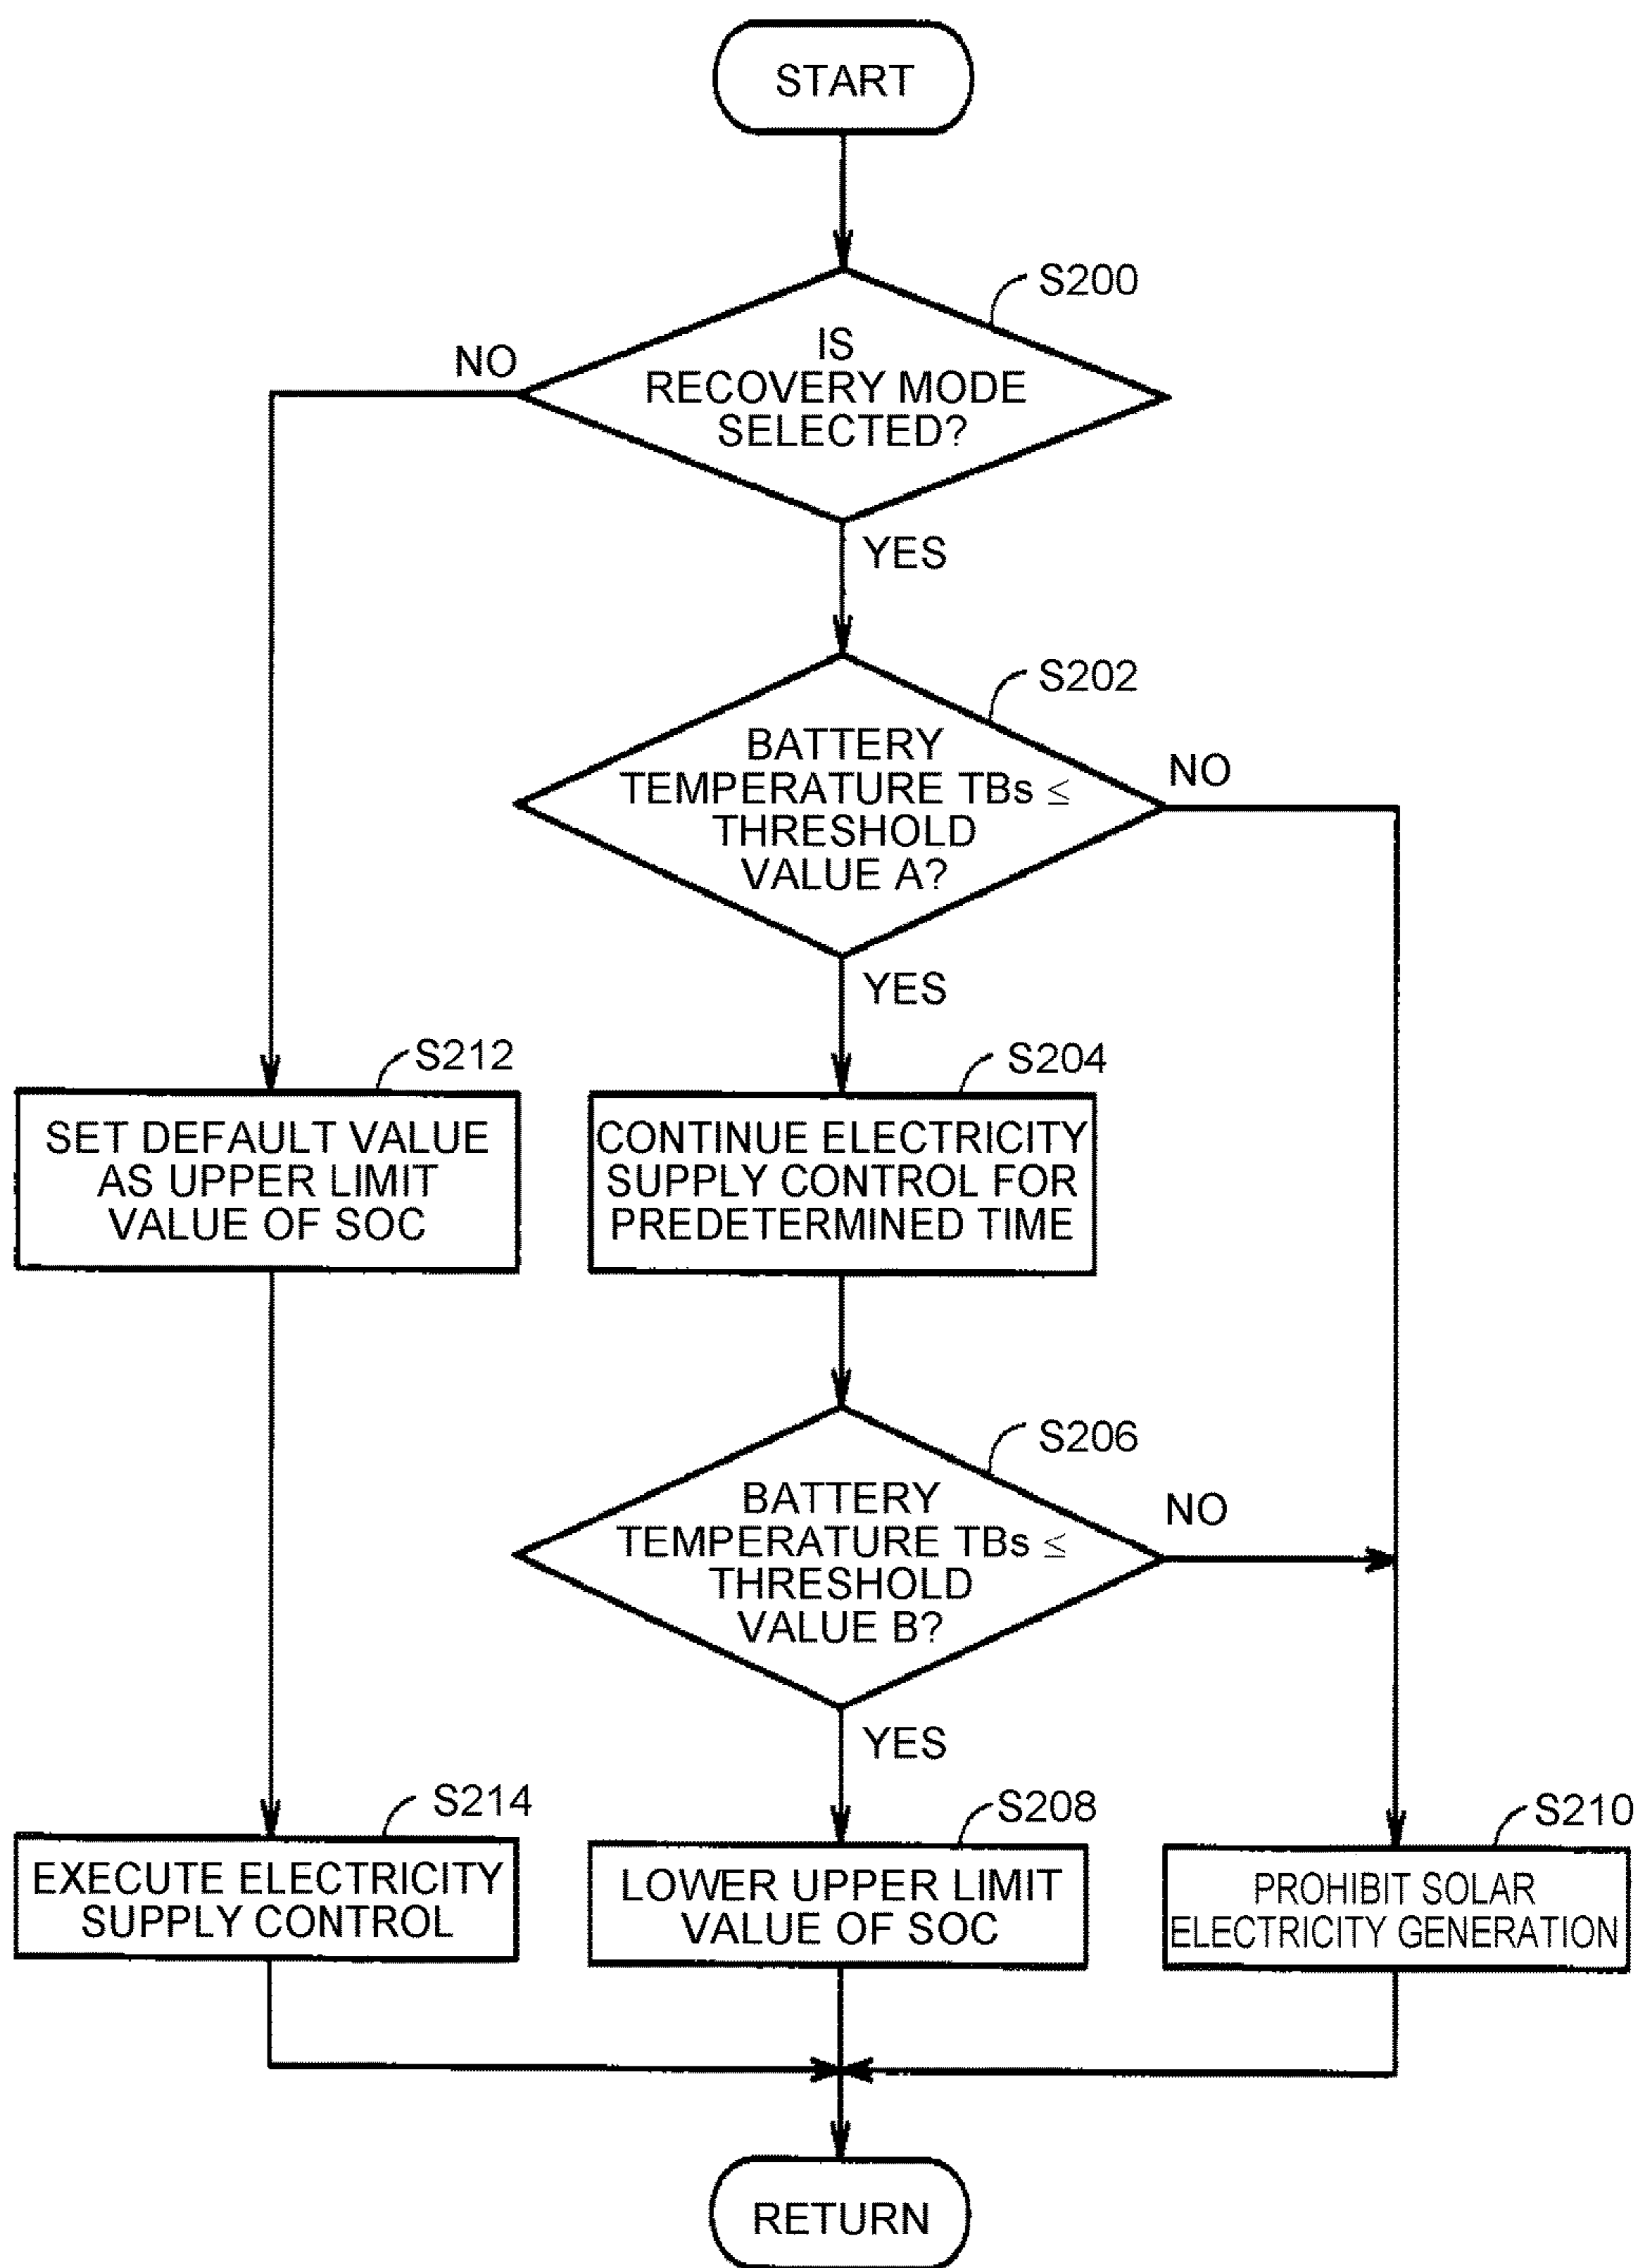 START
S200
IS
RECOVERY MODE
SELECTED?
NO
YES
S202
BATTERY
TEMPERATURE TBs ≤
THRESHOLD
VALUE A?
NO
YES
S212
SET DEFAULT VALUE
AS UPPER LIMIT
VALUE OF SOC
S204
CONTINUE ELECTRICITY
SUPPLY CONTROL FOR
PREDETERMINED TIME
S206
BATTERY
TEMPERATURE TBs ≤
THRESHOLD
VALUE B?
NO
YES
S214
EXECUTE ELECTRICITY
SUPPLY CONTROL
S208
LOWER UPPER LIMIT
VALUE OF SOC
S210
PROHIBIT SOLAR
ELECTRICITY GENERATION
RETURN